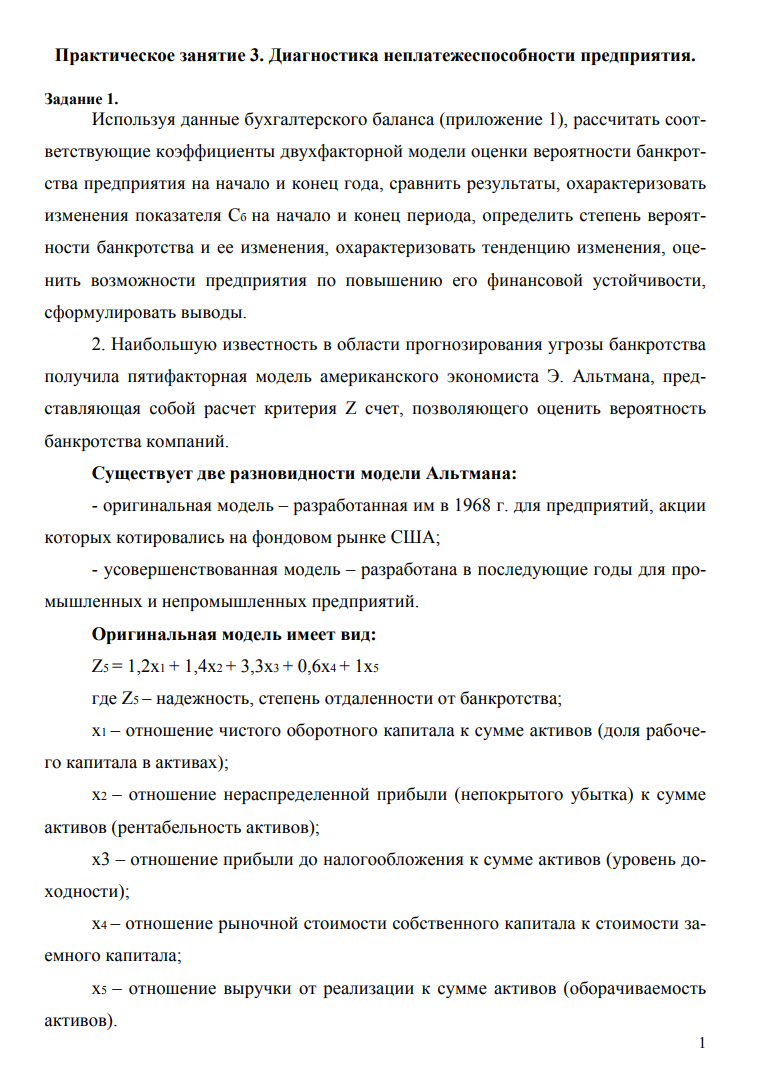 Практическое занятие 3. Диагностика неплатежеспособности предприятия.
Задание 1.
Используя данные бухгалтерского баланса (приложение 1), рассчитать соот-
ветствующие коэффициенты двухфакторной модели оценки вероятности банкрот-
ства предприятия на начало и конец года, сравнить результаты, охарактеризовать
изменения показателя Сб на начало и конец периода, определить степень вероят-
ности банкротства и ее изменения, охарактеризовать тенденцию изменения, оце-
нить возможности предприятия по повышению его финансовой устойчивости,
сформулировать выводы.
2. Наибольшую известность в области прогнозирования угрозы банкротства
получила пятифакторная модель американского экономиста Э. Альтмана, пред-
ставляющая собой расчет критерия Z счет, позволяющего оценить вероятность
банкротства компаний.
Существует две разновидности модели Альтмана:
- оригинальная модель – разработанная им в 1968 г. для предприятий, акции
которых котировались на фондовом рынке США;
- усовершенствованная модель – разработана в последующие годы для про-
мышленных и непромышленных предприятий.
Оригинальная модель имеет вид:
Z5 = 1,2x1 + 1,4x2 + 3,3x3 + 0,6x4 + 1x5
где Z5 – надежность, степень отдаленности от банкротства;
x1 – отношение чистого оборотного капитала к сумме активов (доля рабоче-
го капитала в активах);
x2 – отношение нераспределенной прибыли (непокрытого убытка) к сумме
активов (рентабельность активов);
x3 – отношение прибыли до налогообложения к сумме активов (уровень до-
ходности);
x4 – отношение рыночной стоимости собственного капитала к стоимости за-
емного капитала;
x5 – отношение выручки от реализации к сумме активов (оборачиваемость
активов).
1